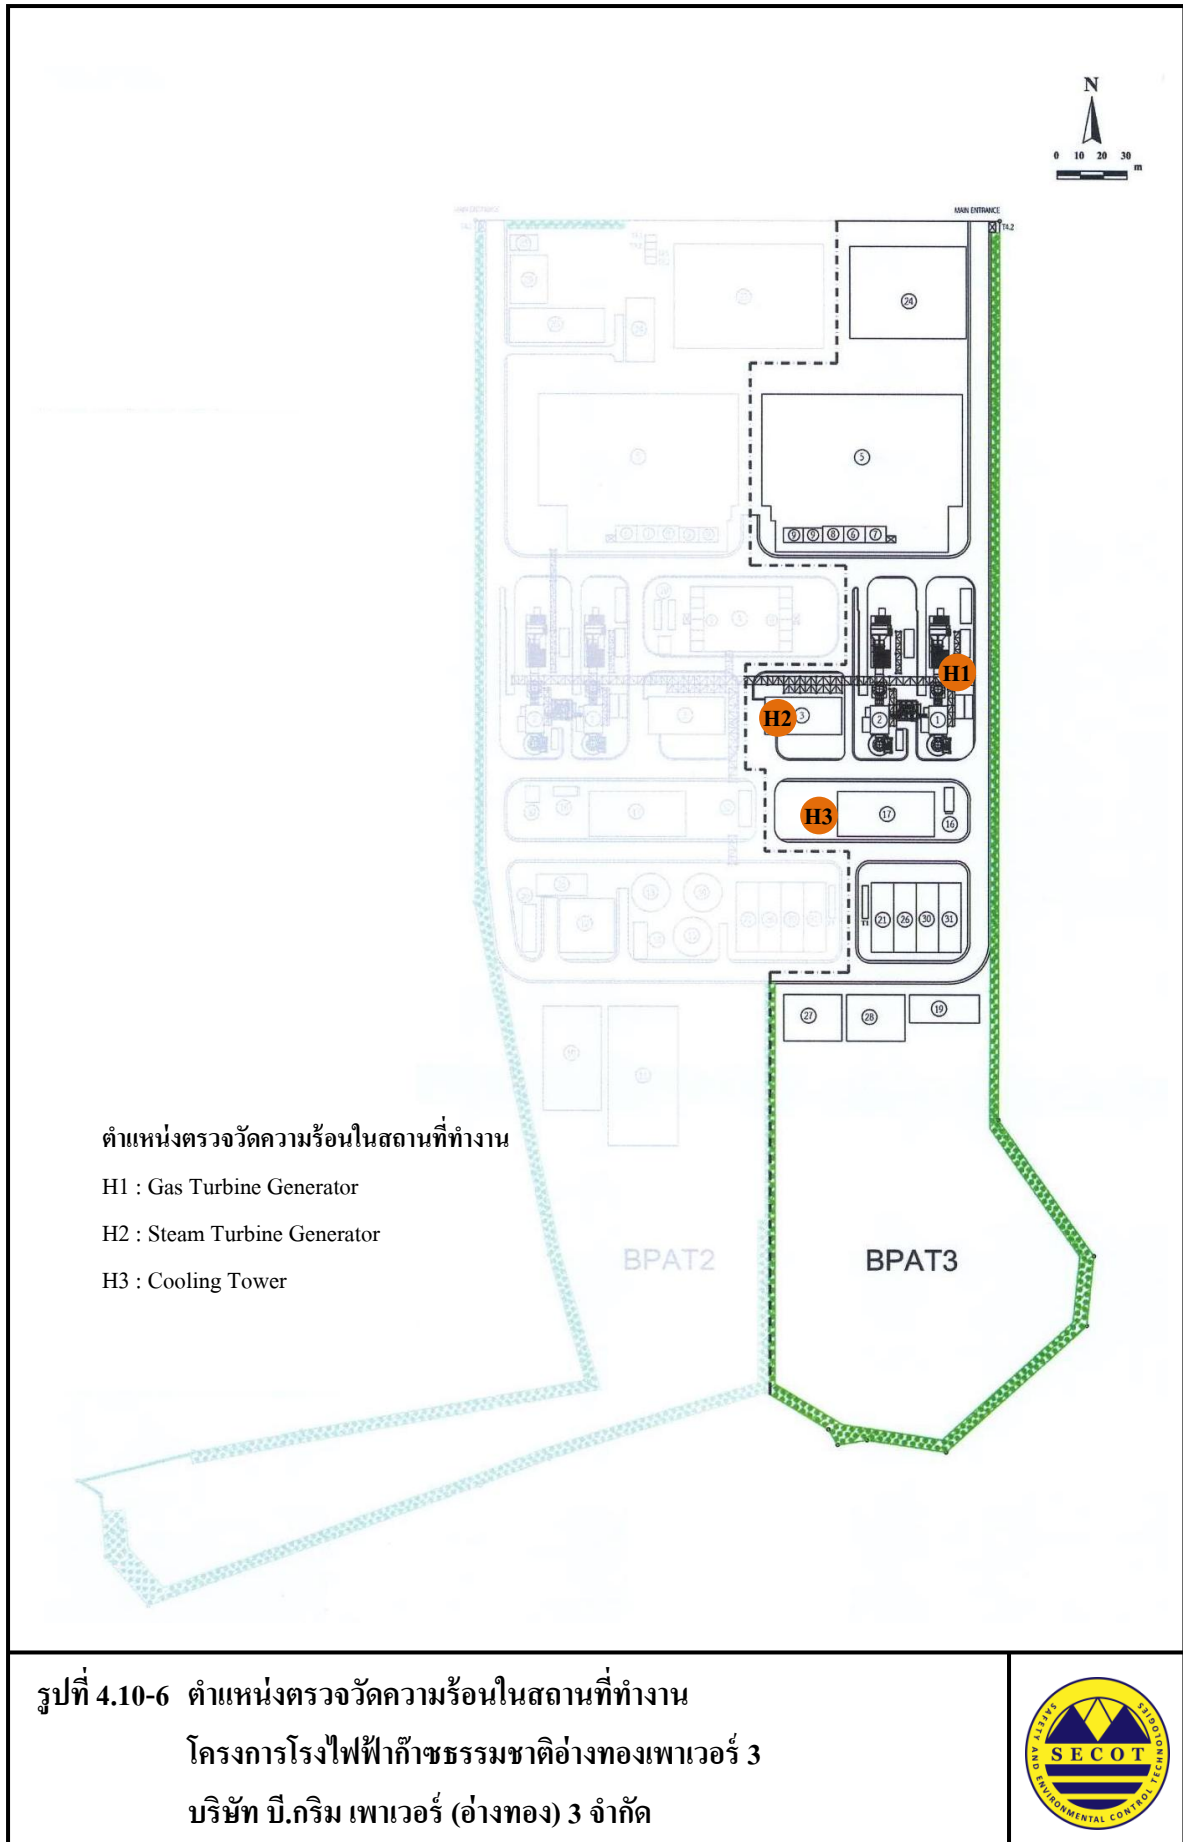 N
0 10 20 30 m
MAIN ENTRANCE
MAIN ENTRANCE
T4.2
24
5
9 9 8 6 7
H1
H2
3
2
1
H3
17
16
21 26 30 31
27
28
19
ตำแหน่งตรวจวัดความร้อนในสถานที่ทำงาน
H1 : Gas Turbine Generator
H2 : Steam Turbine Generator
H3 : Cooling Tower
BPAT2
BPAT3
รูปที่ 4.10-6 ตำแหน่งตรวจวัดความร้อนในสถานที่ทำงาน
โครงการโรงไฟฟ้าก๊าซธรรมชาติอ่างทองเพาเวอร์ 3
บริษัท บี.กริม เพาเวอร์ (อ่างทอง) 3 จำกัด
SECOT
SAFETY AND ENVIRONMENTAL CONTROL TECHNOLOGIES